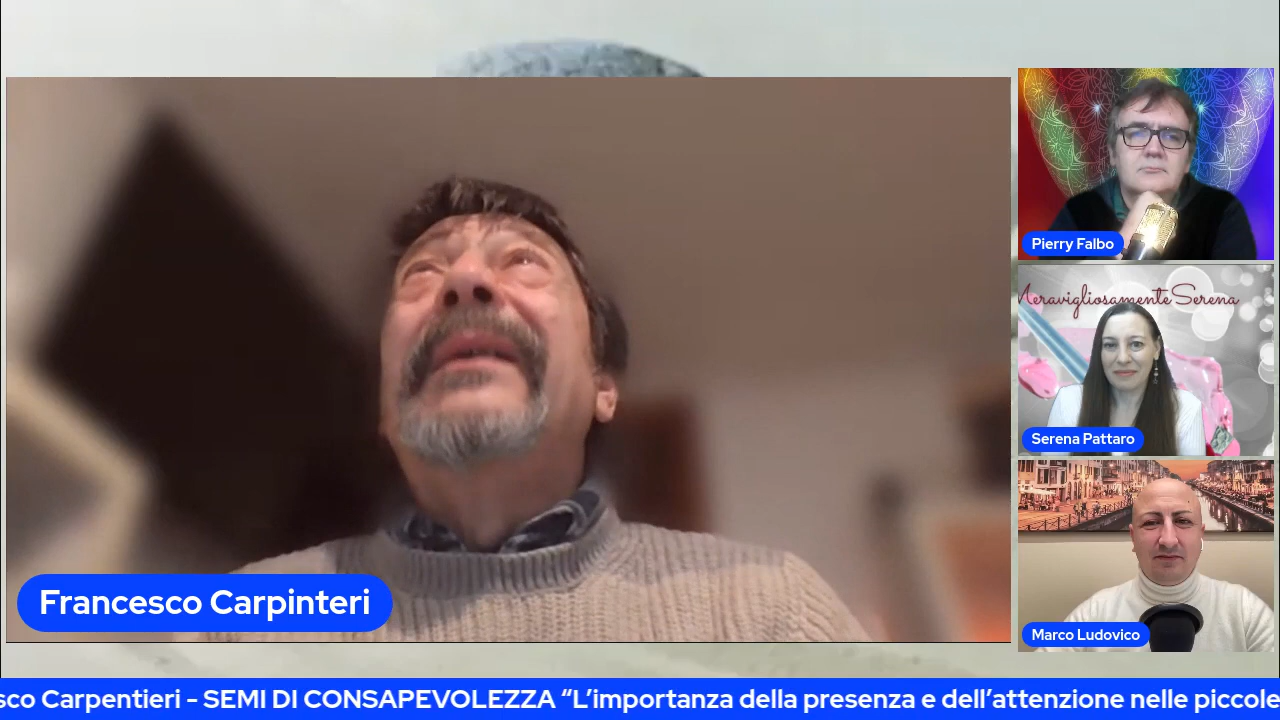 Pierry Falbo
MeravigliosamenteSerena
Serena Pattaro
Francesco Carpinteri
Marco Ludovico
sco Carpentieri - SEMI DI CONSAPEVOLEZZA “L’importanza della presenza e dell’attenzione nelle piccole